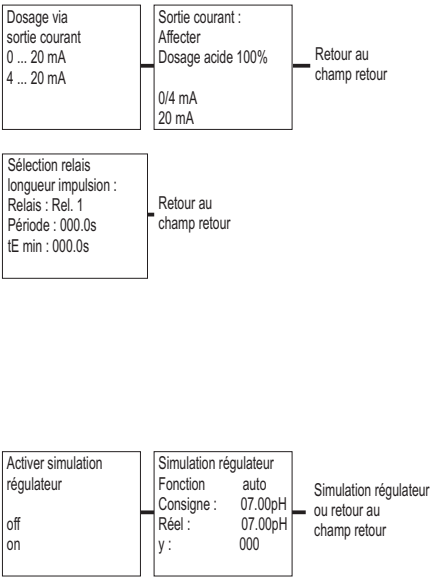 Dosage via
sortie courant
0 ... 20 mA
4 ... 20 mA
Sortie courant :
Affecter
Dosage acide 100%
0/4 mA
20 mA
Retour au
champ retour
Sélection relais
longueur impulsion :
Relais : Rel. 1
Période : 000.0s
tE min : 000.0s
Retour au
champ retour
Activer simulation
régulateur
off
on
Simulation régulateur
Fonction auto
Consigne : 07.00pH
Réel : 07.00pH
y : 000
Simulation régulateur
ou retour au
champ retour